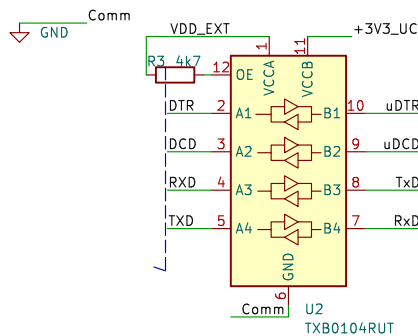 Comm
GND
VDD_EXT
+3V3_UC
1
11
R3 4k7
12
OE
VCCA
VCCB
DTR
2
A1
B1
10
uDTR
DCD
3
A2
B2
9
uDCD
RXD
4
A3
B3
8
TxD
TXD
5
A4
B4
7
RxD
GND
6
Comm
U2
TXB0104RUT